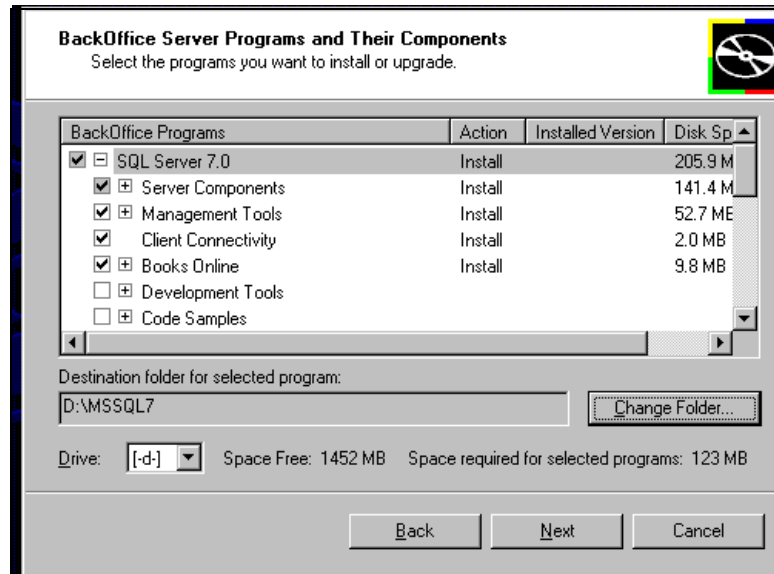 BackOffice Server Programs and Their Components
Select the programs you want to install or upgrade.
BackOffice Programs Action Installed Version Disk Sp
SQL Server 7.0 Install 205.9 M
Server Components Install 141.4 M
Management Tools Install 52.7 MB
Client Connectivity Install 2.0 MB
Books Online Install 9.8 MB
Development Tools
Code Samples
Destination folder for selected program:
D:\MSSQL7
Change Folder...
Drive: [-d-] Space Free: 1452 MB Space required for selected programs: 123 MB
Back Next Cancel